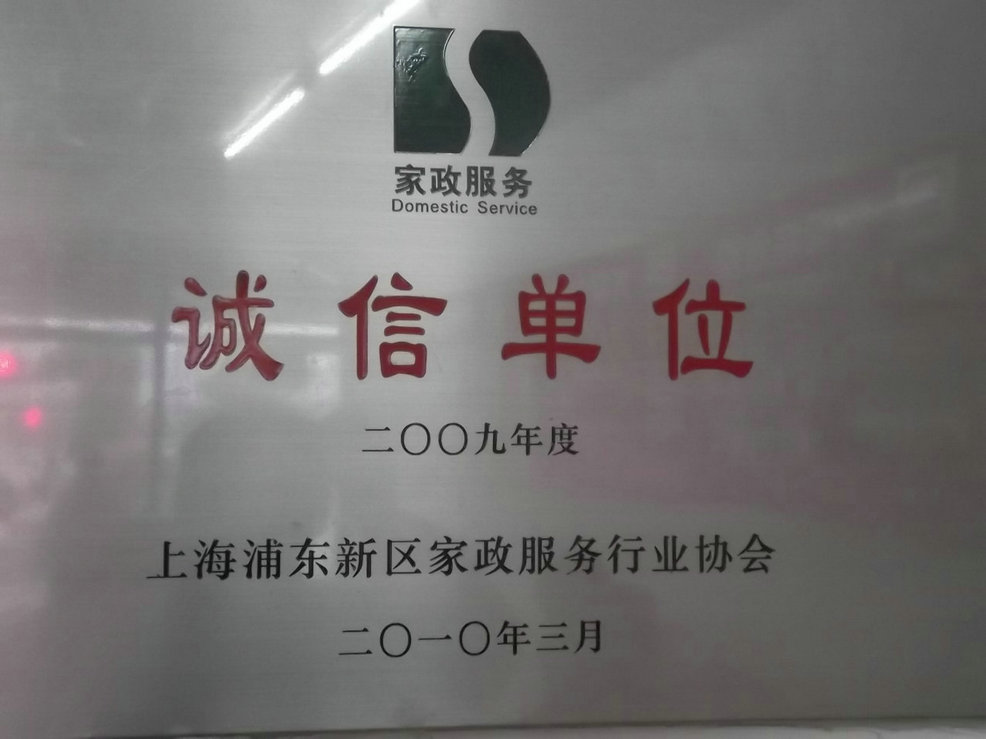 家政服务
Domestic Service
诚信单位
二〇〇九年度
上海浦东新区家政服务行业协会
二〇一〇年三月